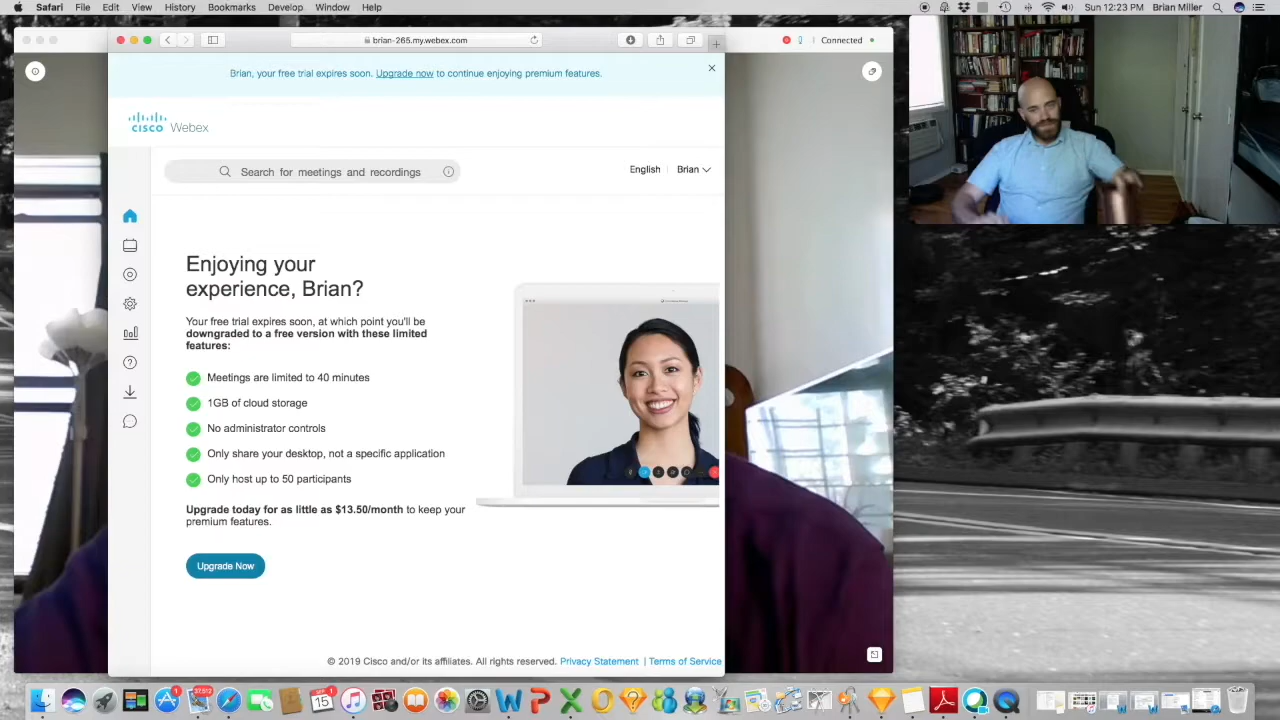 Safari File Edit View History Bookmarks Develop Window Help
Sun 12:23 PM Brian Miller
brian-265.my.webex.com
Connected
Brian, your free trial expires soon. Upgrade now to continue enjoying premium features.
cisco Webex
Search for meetings and recordings
English Brian
Enjoying your
experience, Brian?
Your free trial expires soon, at which point you'll be
downgraded to a free version with these limited
features:
Meetings are limited to 40 minutes
1GB of cloud storage
No administrator controls
Only share your desktop, not a specific application
Only host up to 50 participants
Upgrade today for as little as $13.50/month to keep your
premium features.
Upgrade Now
© 2019 Cisco and/or its affiliates. All rights reserved. Privacy Statement | Terms of Service